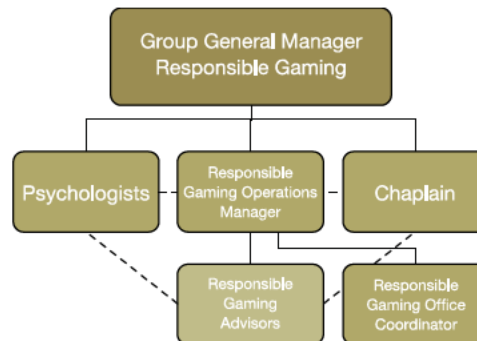 Group General Manager
Responsible Gaming
Psychologists
Responsible
Gaming Operations
Manager
Chaplain
Responsible
Gaming
Advisors
Responsible
Gaming Office
Coordinator